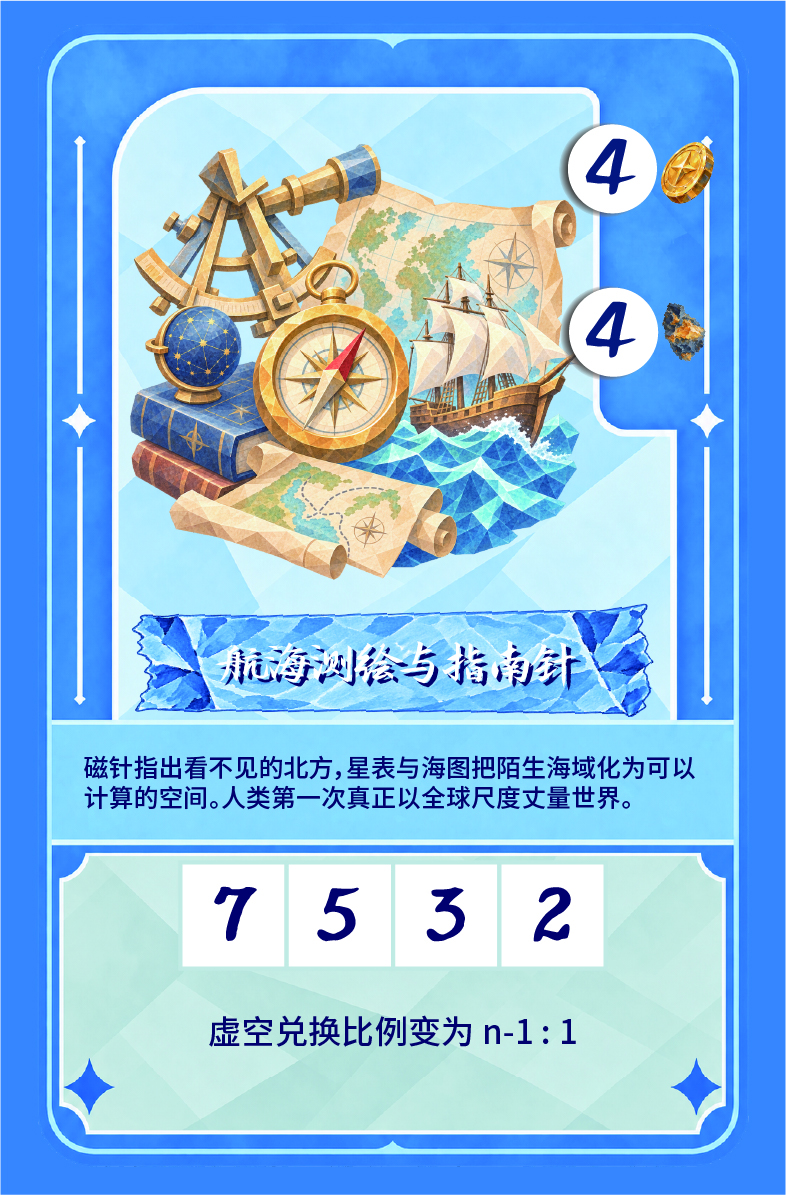 4
4
航海测绘与指南针
磁针指出看不见的北方，星表与海图把陌生海域化为可以
计算的空间。人类第一次真正以全球尺度丈量世界。
7 5 3 2
虚空兑换比例变为 n-1 : 1